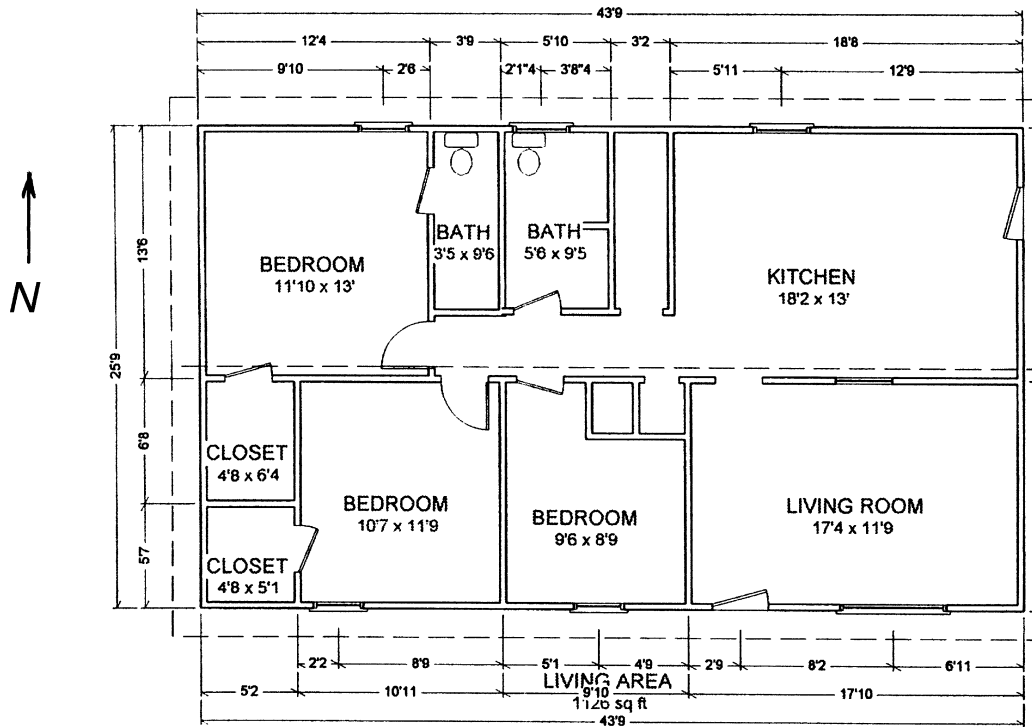 43'9
12'4 3'9 5'10 3'2 18'8
9'10 2'6 2'1"4 3'8"4 5'11 12'9
N
25'9
13'6
6'8
5'7
BEDROOM
11'10 x 13'
BATH
3'5 x 9'6
BATH
5'6 x 9'5
KITCHEN
18'2 x 13'
CLOSET
4'8 x 6'4
CLOSET
4'8 x 5'1
BEDROOM
10'7 x 11'9
BEDROOM
9'6 x 8'9
LIVING ROOM
17'4 x 11'9
2'2 8'9 5'1 4'9 2'9 8'2 6'11
LIVING AREA
5'2 10'11 9'10 17'10
1126 sq ft
43'9